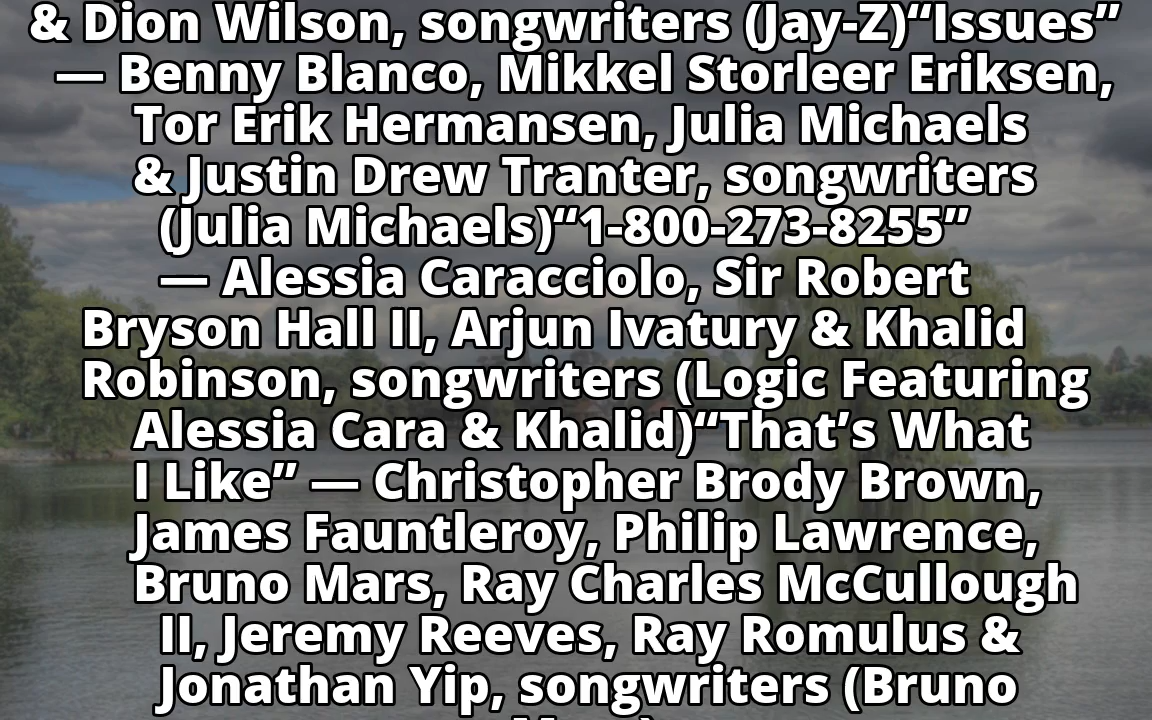 & Dion Wilson, songwriters (Jay-Z)“Issues”
— Benny Blanco, Mikkel Storleer Eriksen,
Tor Erik Hermansen, Julia Michaels
& Justin Drew Tranter, songwriters
(Julia Michaels)“1-800-273-8255”
— Alessia Caracciolo, Sir Robert
Bryson Hall II, Arjun Ivatury & Khalid
Robinson, songwriters (Logic Featuring
Alessia Cara & Khalid)“That’s What
I Like” — Christopher Brody Brown,
James Fauntleroy, Philip Lawrence,
Bruno Mars, Ray Charles McCullough
II, Jeremy Reeves, Ray Romulus &
Jonathan Yip, songwriters (Bruno